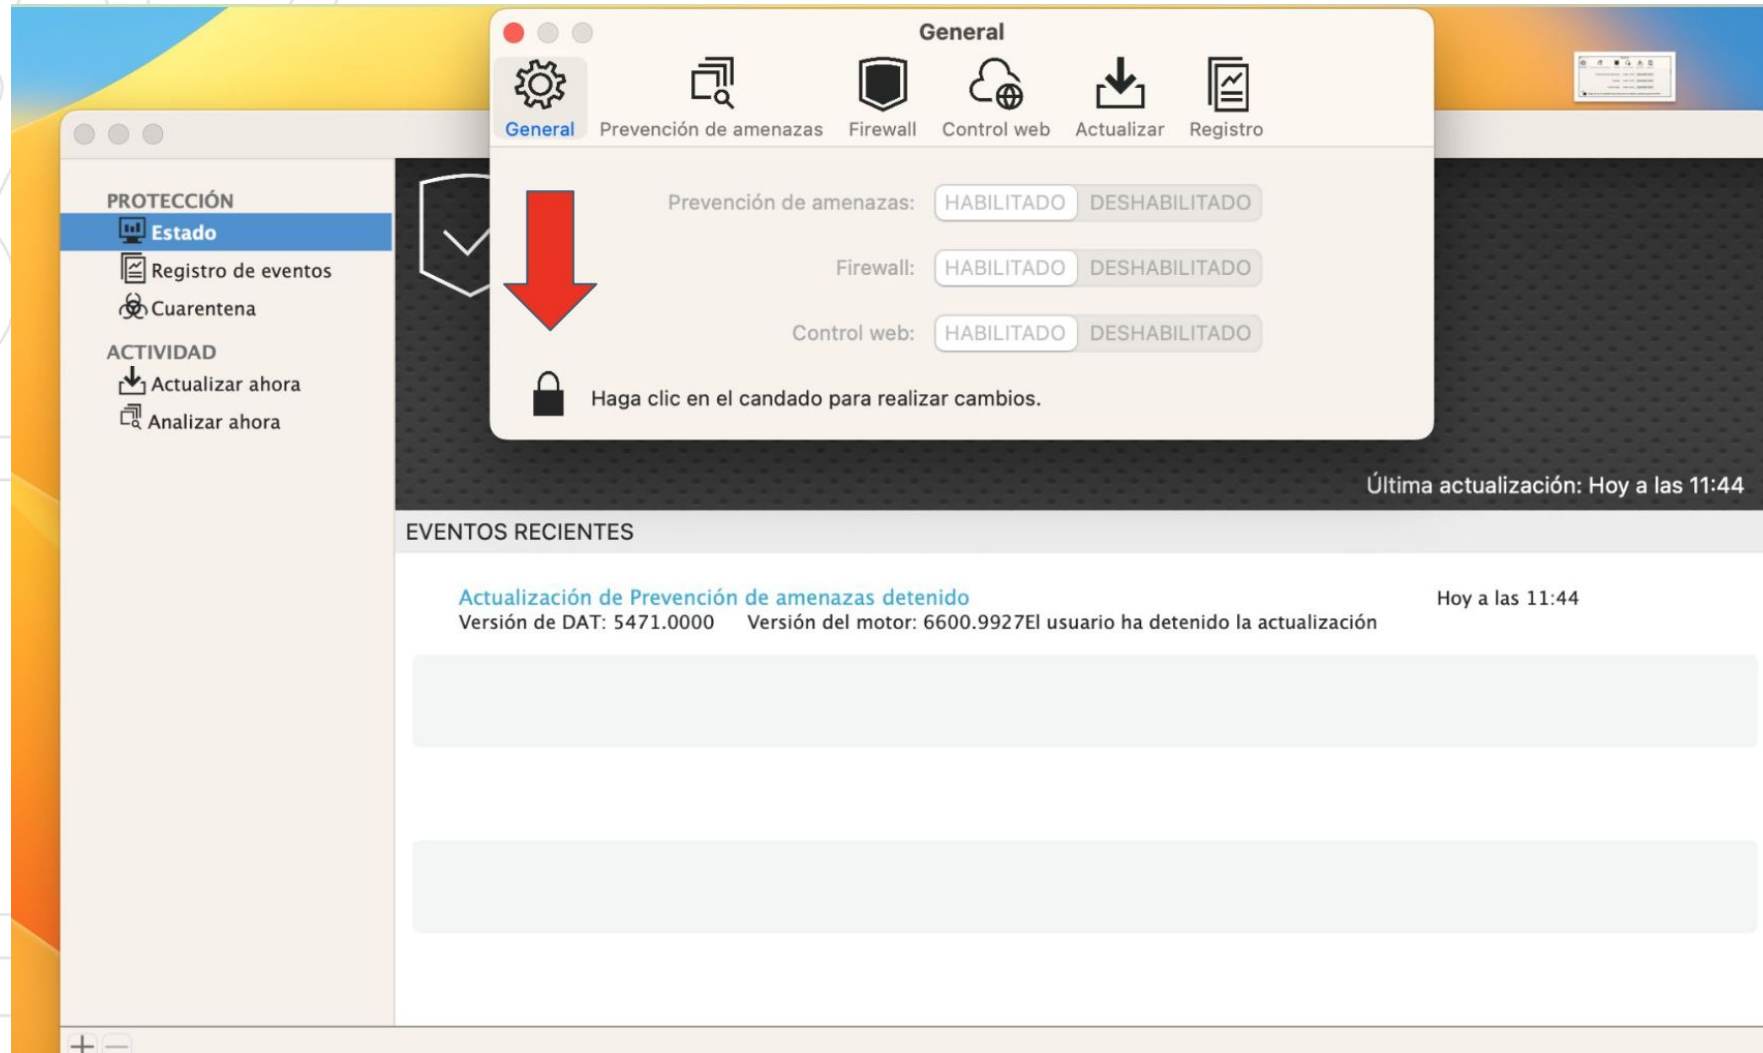 General
General
Prevención de amenazas
Firewall
Control web
Actualizar
Registro
Prevención de amenazas: HABILITADO DESHABILITADO
Firewall: HABILITADO DESHABILITADO
Control web: HABILITADO DESHABILITADO
Haga clic en el candado para realizar cambios.
PROTECCIÓN
Estado
Registro de eventos
Cuarentena
ACTIVIDAD
Actualizar ahora
Analizar ahora
Última actualización: Hoy a las 11:44
EVENTOS RECIENTES
Actualización de Prevención de amenazas detenido Hoy a las 11:44
Versión de DAT: 5471.0000 Versión del motor: 6600.9927El usuario ha detenido la actualización